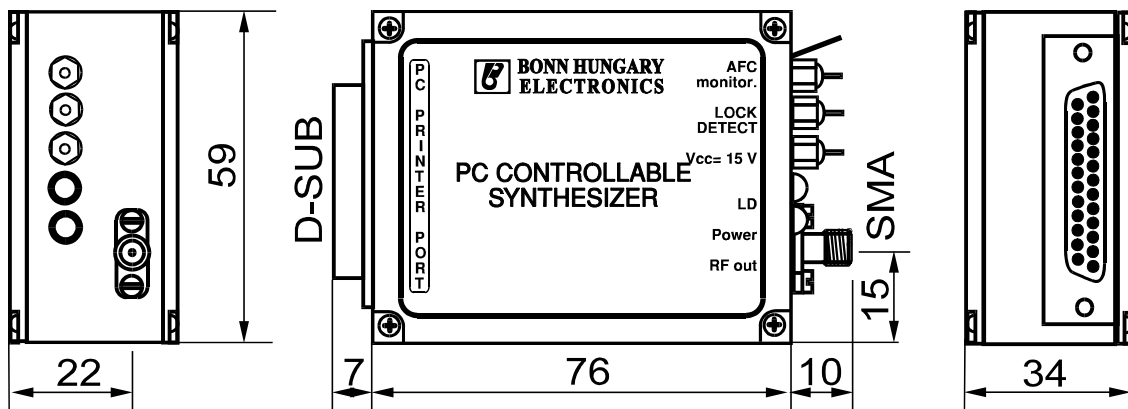 59
22
D-SUB
PC PRINTER PORT
BONN HUNGARY
ELECTRONICS
PC CONTROLLABLE
SYNTHESIZER
AFC
monitor.
LOCK
DETECT
Vcc= 15 V
LD
Power
RF out
SMA
15
7
76
10
34